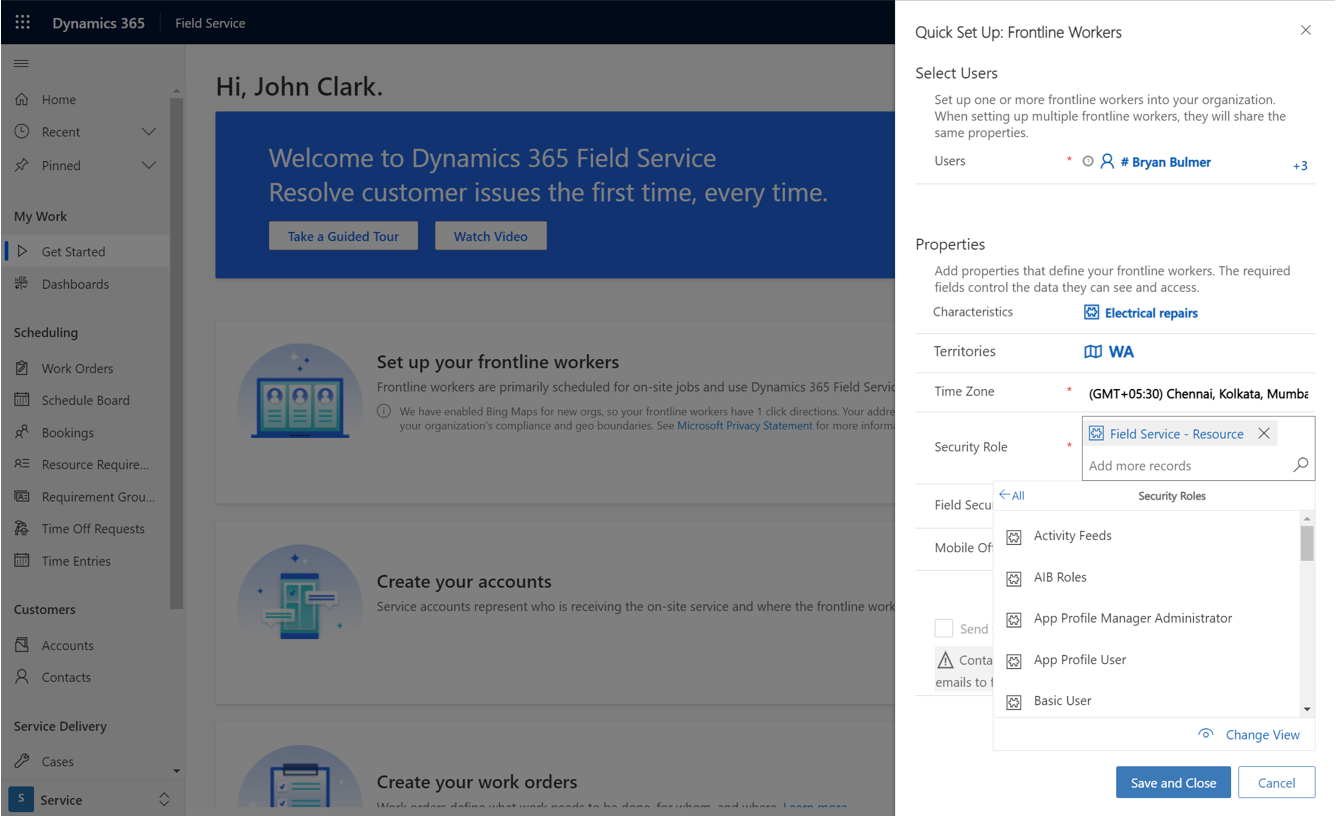 Dynamics 365
Field Service
Home
Recent
Pinned
My Work
Get Started
Dashboards
Scheduling
Work Orders
Schedule Board
Bookings
Resource Require...
Requirement Grou...
Time Off Requests
Time Entries
Customers
Accounts
Contacts
Service Delivery
Cases
S
Service
Hi, John Clark.
Welcome to Dynamics 365 Field Service
Resolve customer issues the first time, every time.
Take a Guided Tour
Watch Video
Set up your frontline workers
Frontline workers are primarily scheduled for on-site jobs and use Dynamics 365 Field Servic
We have enabled Bing Maps for new orgs, so your frontline workers have 1 click directions. Your addre
your organization's compliance and geo boundaries. See Microsoft Privacy Statement for more informa
Create your accounts
Service accounts represent who is receiving the on-site service and where the frontline work
Create your work orders
Work orders define what work needs to be done, for whom, and where. Learn more
Quick Set Up: Frontline Workers
Select Users
Set up one or more frontline workers into your organization.
When setting up multiple frontline workers, they will share the
same properties.
Users
*
# Bryan Bulmer
+3
Properties
Add properties that define your frontline workers. The required
fields control the data they can see and access.
Characteristics
Electrical repairs
Territories
WA
Time Zone
*
(GMT+05:30) Chennai, Kolkata, Mumba
Security Role
*
Field Service - Resource
Add more records
Field Secu
Mobile Of
Send
Conta
emails to f
All
Security Roles
Activity Feeds
AIB Roles
App Profile Manager Administrator
App Profile User
Basic User
Change View
Save and Close
Cancel